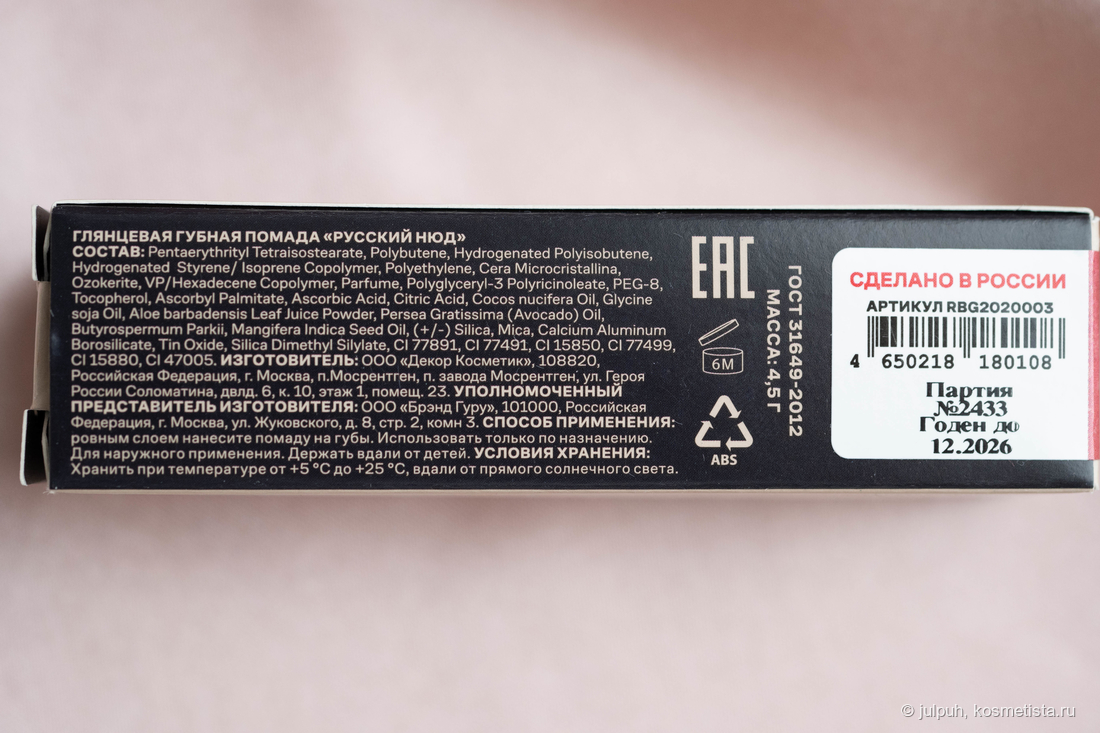 ГЛЯНЦЕВАЯ ГУБНАЯ ПОМАДА «РУССКИЙ НЮД»
СОСТАВ: Pentaerythrityl Tetraisostearate, Polybutene, Hydrogenated Polyisobutene,
Hydrogenated Styrene/ Isoprene Copolymer, Polyethylene, Cera Microcristallina,
Ozokerite, VP/Hexadecene Copolymer, Parfume, Polyglyceryl-3 Polyricinoleate, PEG-8,
Tocopherol, Ascorbyl Palmitate, Ascorbic Acid, Citric Acid, Cocos nucifera Oil, Glycine
soja Oil, Aloe barbadensis Leaf Juice Powder, Persea Gratissima (Avocado) Oil,
Butyrospermum Parkii, Mangifera Indica Seed Oil, (+/-) Silica, Mica, Calcium Aluminum
Borosilicate, Tin Oxide, Silica Dimethyl Silylate, CI 77891, CI 77491, CI 15850, CI 77499,
CI 15880, CI 47005. ИЗГОТОВИТЕЛЬ: ООО «Декор Косметик», 108820,
Российская Федерация, г. Москва, п.Мосрентген, п. завода Мосрентген, ул. Героя
России Соломатина, двлд. 6, к. 10, этаж 1, помещ. 23. УПОЛНОМОЧЕННЫЙ
ПРЕДСТАВИТЕЛЬ ИЗГОТОВИТЕЛЯ: ООО «Брэнд Гуру», 101000, Российская
Федерация, г. Москва, ул. Жуковского, д. 8, стр. 2, комн 3. СПОСОБ ПРИМЕНЕНИЯ:
ровным слоем нанесите помаду на губы. Использовать только по назначению.
Для наружного применения. Держать вдали от детей. УСЛОВИЯ ХРАНЕНИЯ:
Хранить при температуре от +5 °С до +25 °С, вдали от прямого солнечного света.
ЕАС
6М
ABS
ГОСТ 31649-2012
МАССА: 4,5 Г
СДЕЛАНО В РОССИИ
АРТИКУЛ RBG2020003
4 650218 180108
Партия
№2433
Годен до
12.2026
© julpuh, kosmetista.ru